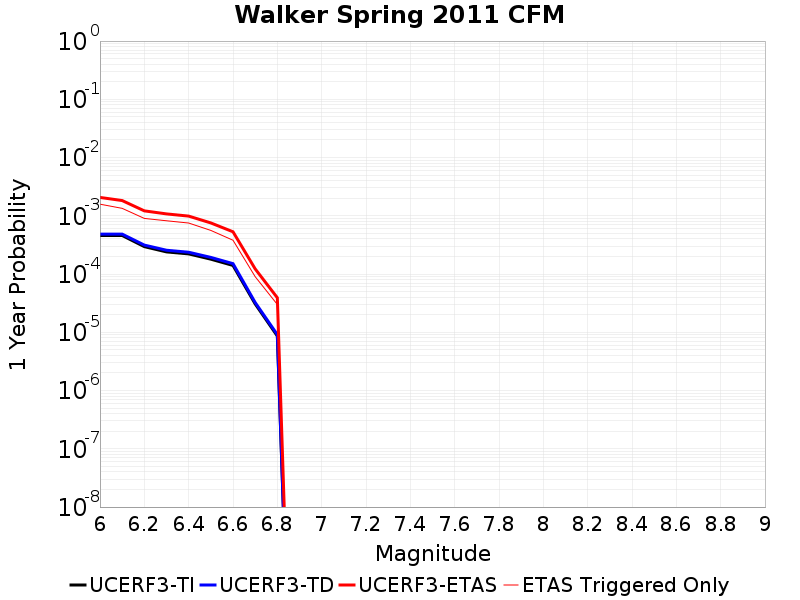 Walker Spring 2011 CFM
10^0
10^-1
10^-2
10^-3
10^-4
10^-5
10^-6
10^-7
10^-8
1 Year Probability
6 6.2 6.4 6.6 6.8 7 7.2 7.4 7.6 7.8 8 8.2 8.4 8.6 8.8 9
Magnitude
UCERF3-TI UCERF3-TD UCERF3-ETAS ETAS Triggered Only